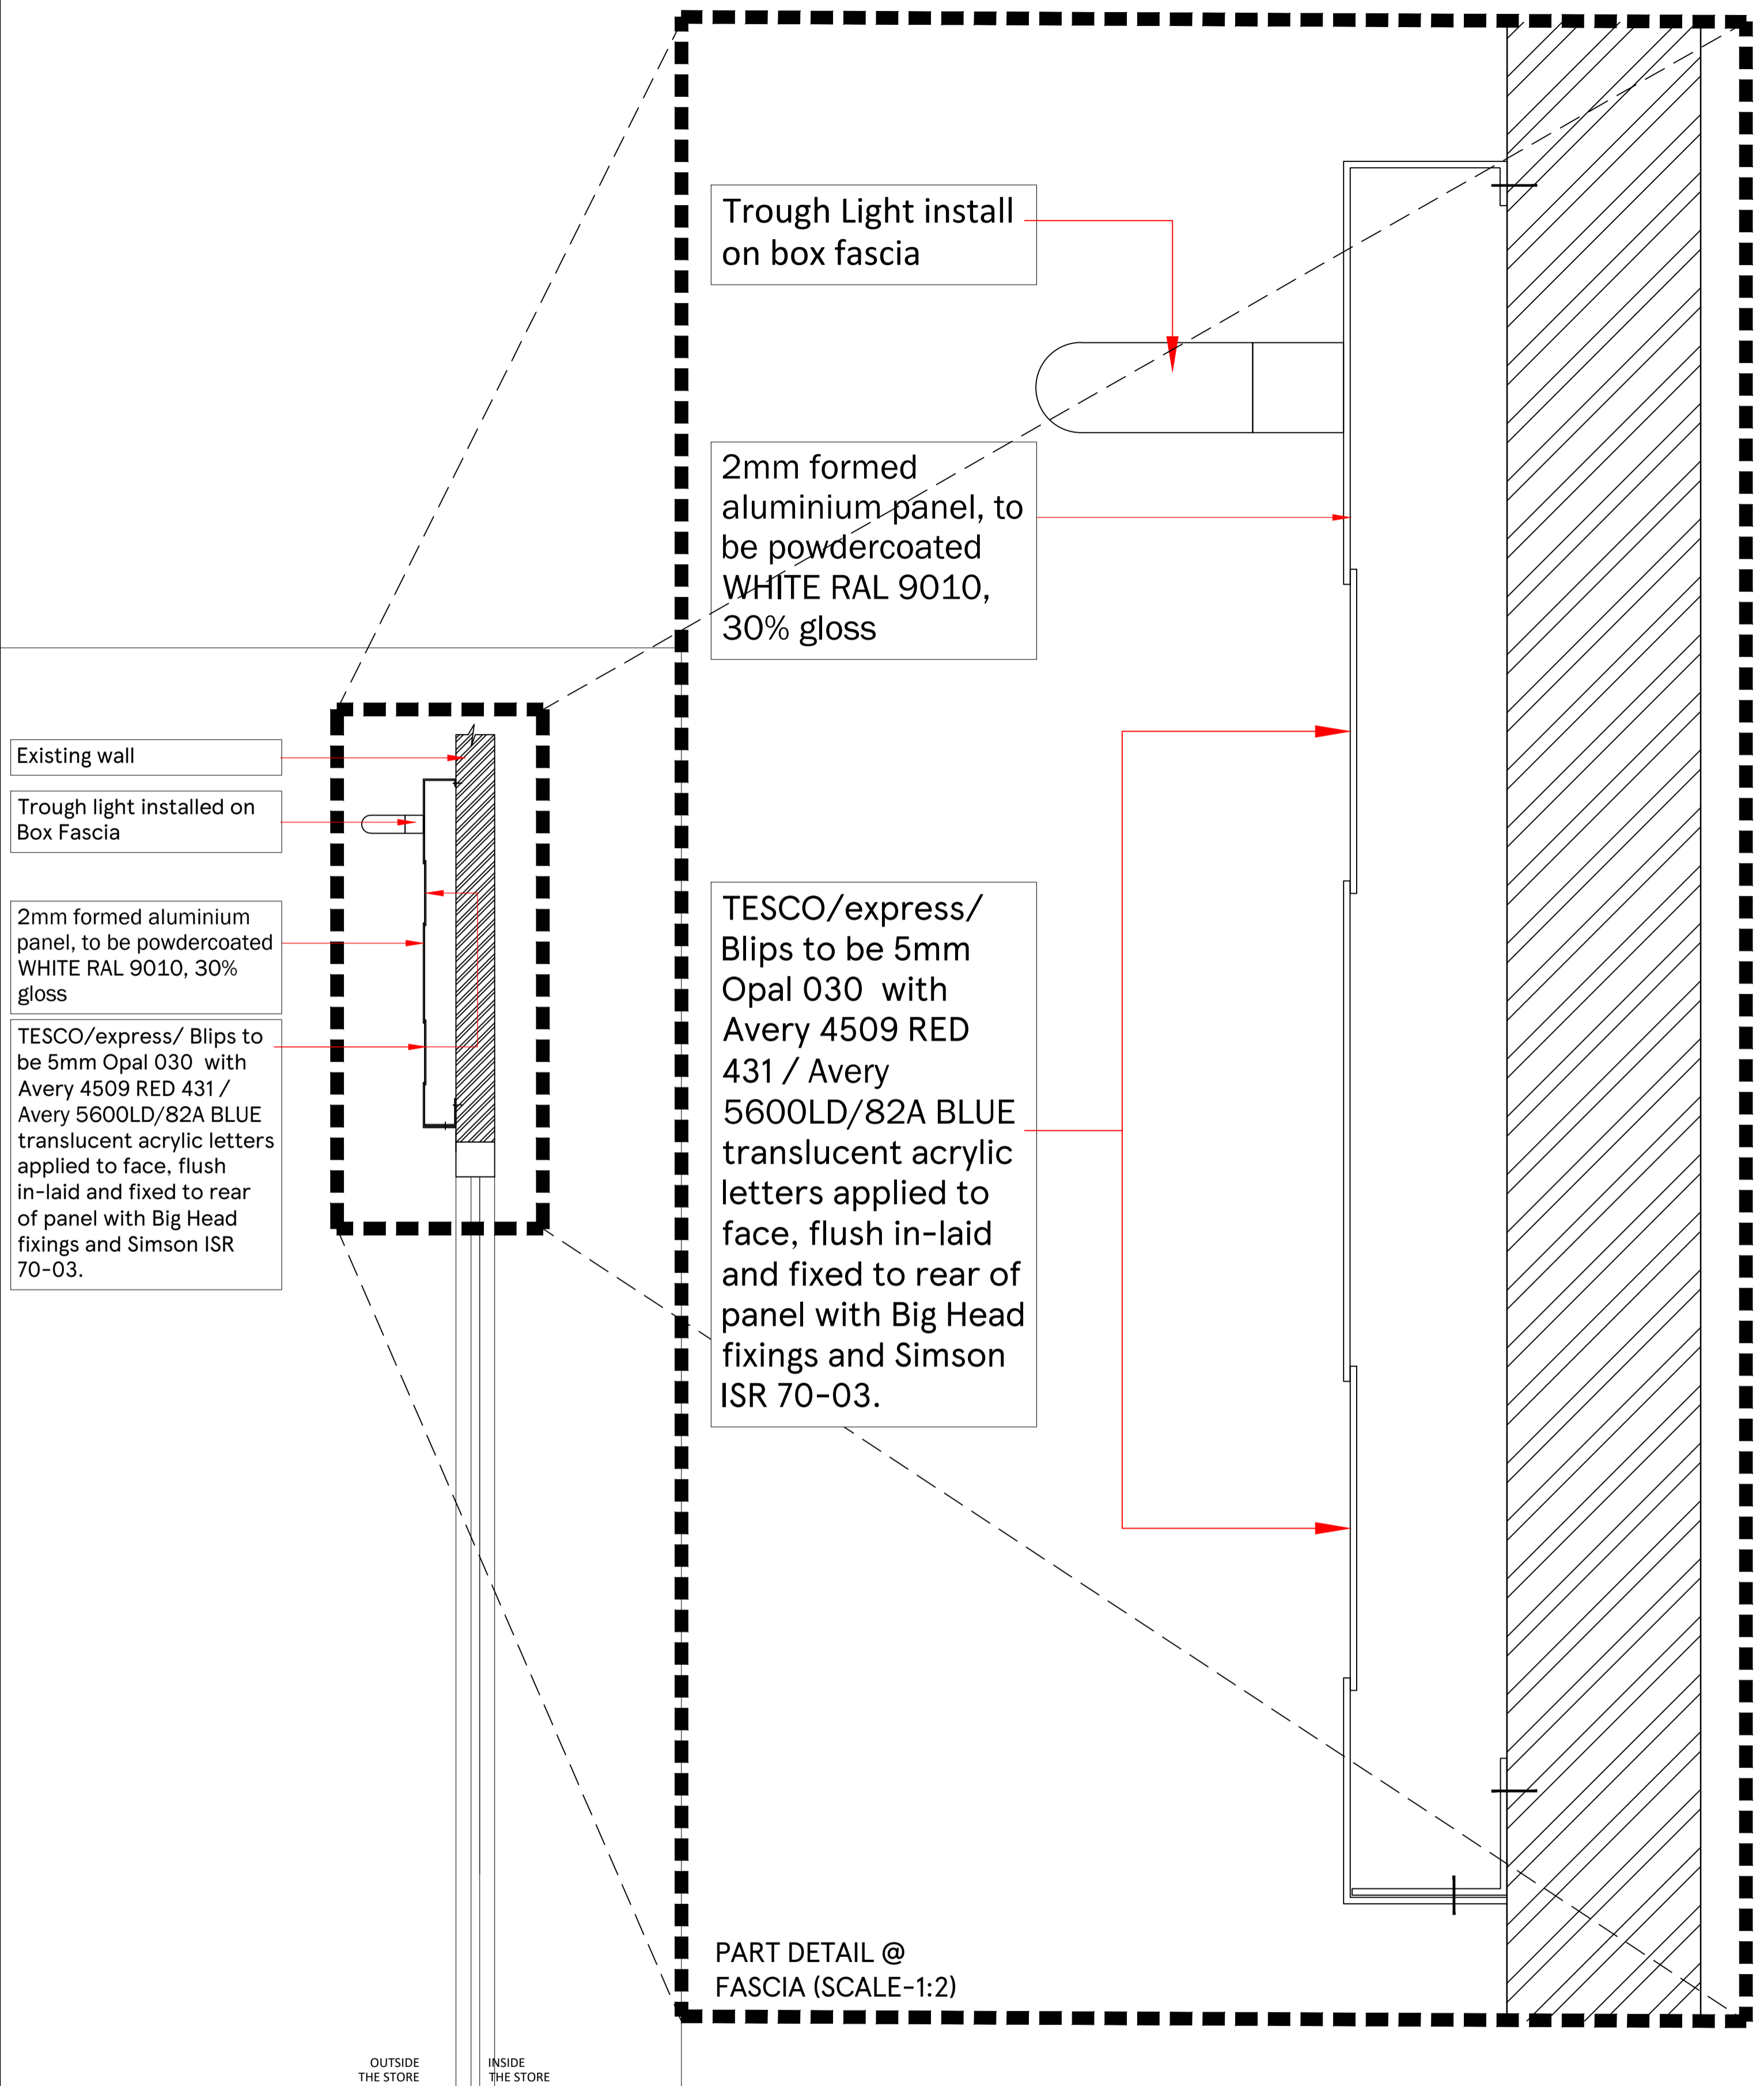 Existing wall
Trough light installed on
Box Fascia
2mm formed aluminium
panel, to be powdercoated
WHITE RAL 9010, 30%
gloss
TESCO/express/ Blips to
be 5mm Opal 030 with
Avery 4509 RED 431 /
Avery 5600LD/82A BLUE
translucent acrylic letters
applied to face, flush
in-laid and fixed to rear
of panel with Big Head
fixings and Simson ISR
70-03.
Trough Light install
on box fascia
2mm formed
aluminium panel, to
be powdercoated
WHITE RAL 9010,
30% gloss
TESCO/express/
Blips to be 5mm
Opal 030 with
Avery 4509 RED
431 / Avery
5600LD/82A BLUE
translucent acrylic
letters applied to
face, flush in-laid
and fixed to rear of
panel with Big Head
fixings and Simson
ISR 70-03.
PART DETAIL @
FASCIA (SCALE-1:2)
OUTSIDE
THE STORE
INSIDE
THE STORE